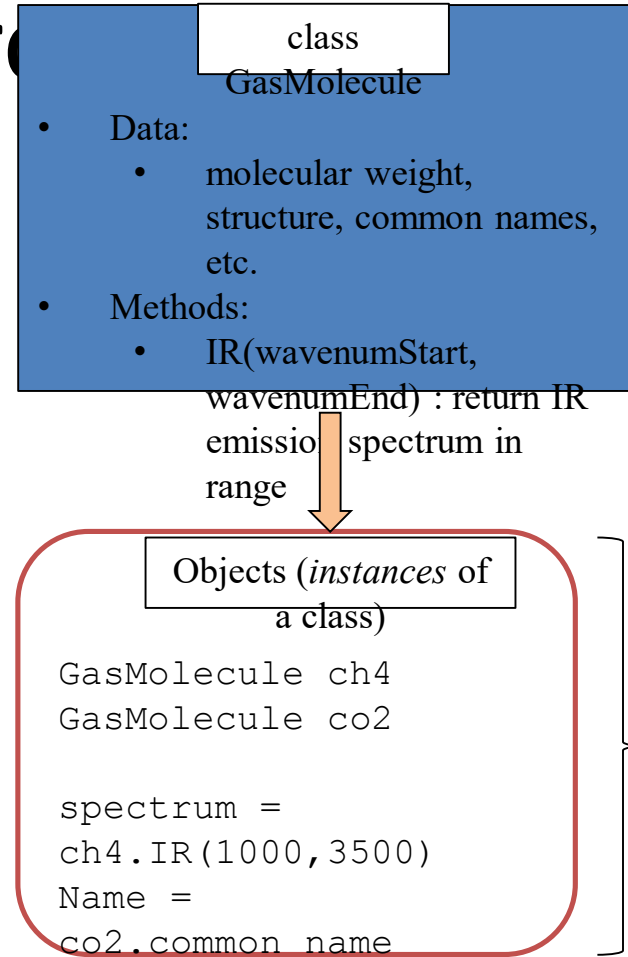 class
GasMolecule
• Data:
• molecular weight,
structure, common names,
etc.
• Methods:
• IR(wavenumStart,
wavenumEnd) : return IR
emission spectrum in
range
Objects (instances of
a class)
GasMolecule ch4
GasMolecule co2
spectrum =
ch4.IR(1000,3500)
Name =
co2.common_name